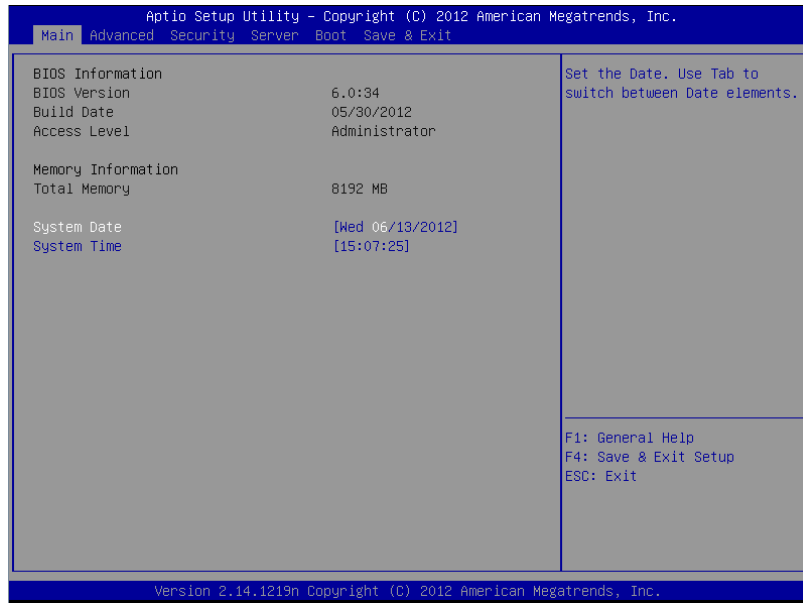 Aptio Setup Utility – Copyright (C) 2012 American Megatrends, Inc.
Main Advanced Security Server Boot Save & Exit
BIOS Information
BIOS Version 6.0:34
Build Date 05/30/2012
Access Level Administrator
Memory Information
Total Memory 8192 MB
System Date [Wed 06/13/2012]
System Time [15:07:25]
Set the Date. Use Tab to
switch between Date elements.
F1: General Help
F4: Save & Exit Setup
ESC: Exit
Version 2.14.1219n Copyright (C) 2012 American Megatrends, Inc.